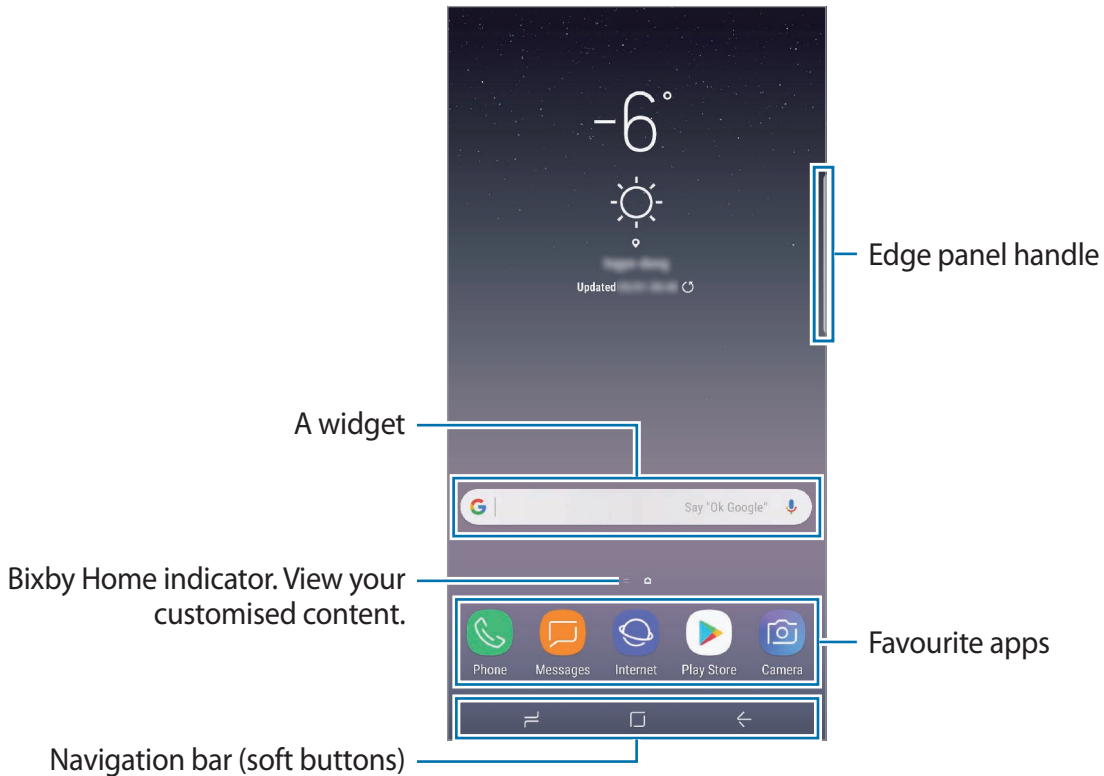 -6°
Updated
Edge panel handle
A widget
G
Say "Ok Google"
Bixby Home indicator. View your
customised content.
Phone
Messages
Internet
Play Store
Camera
Favourite apps
Navigation bar (soft buttons)